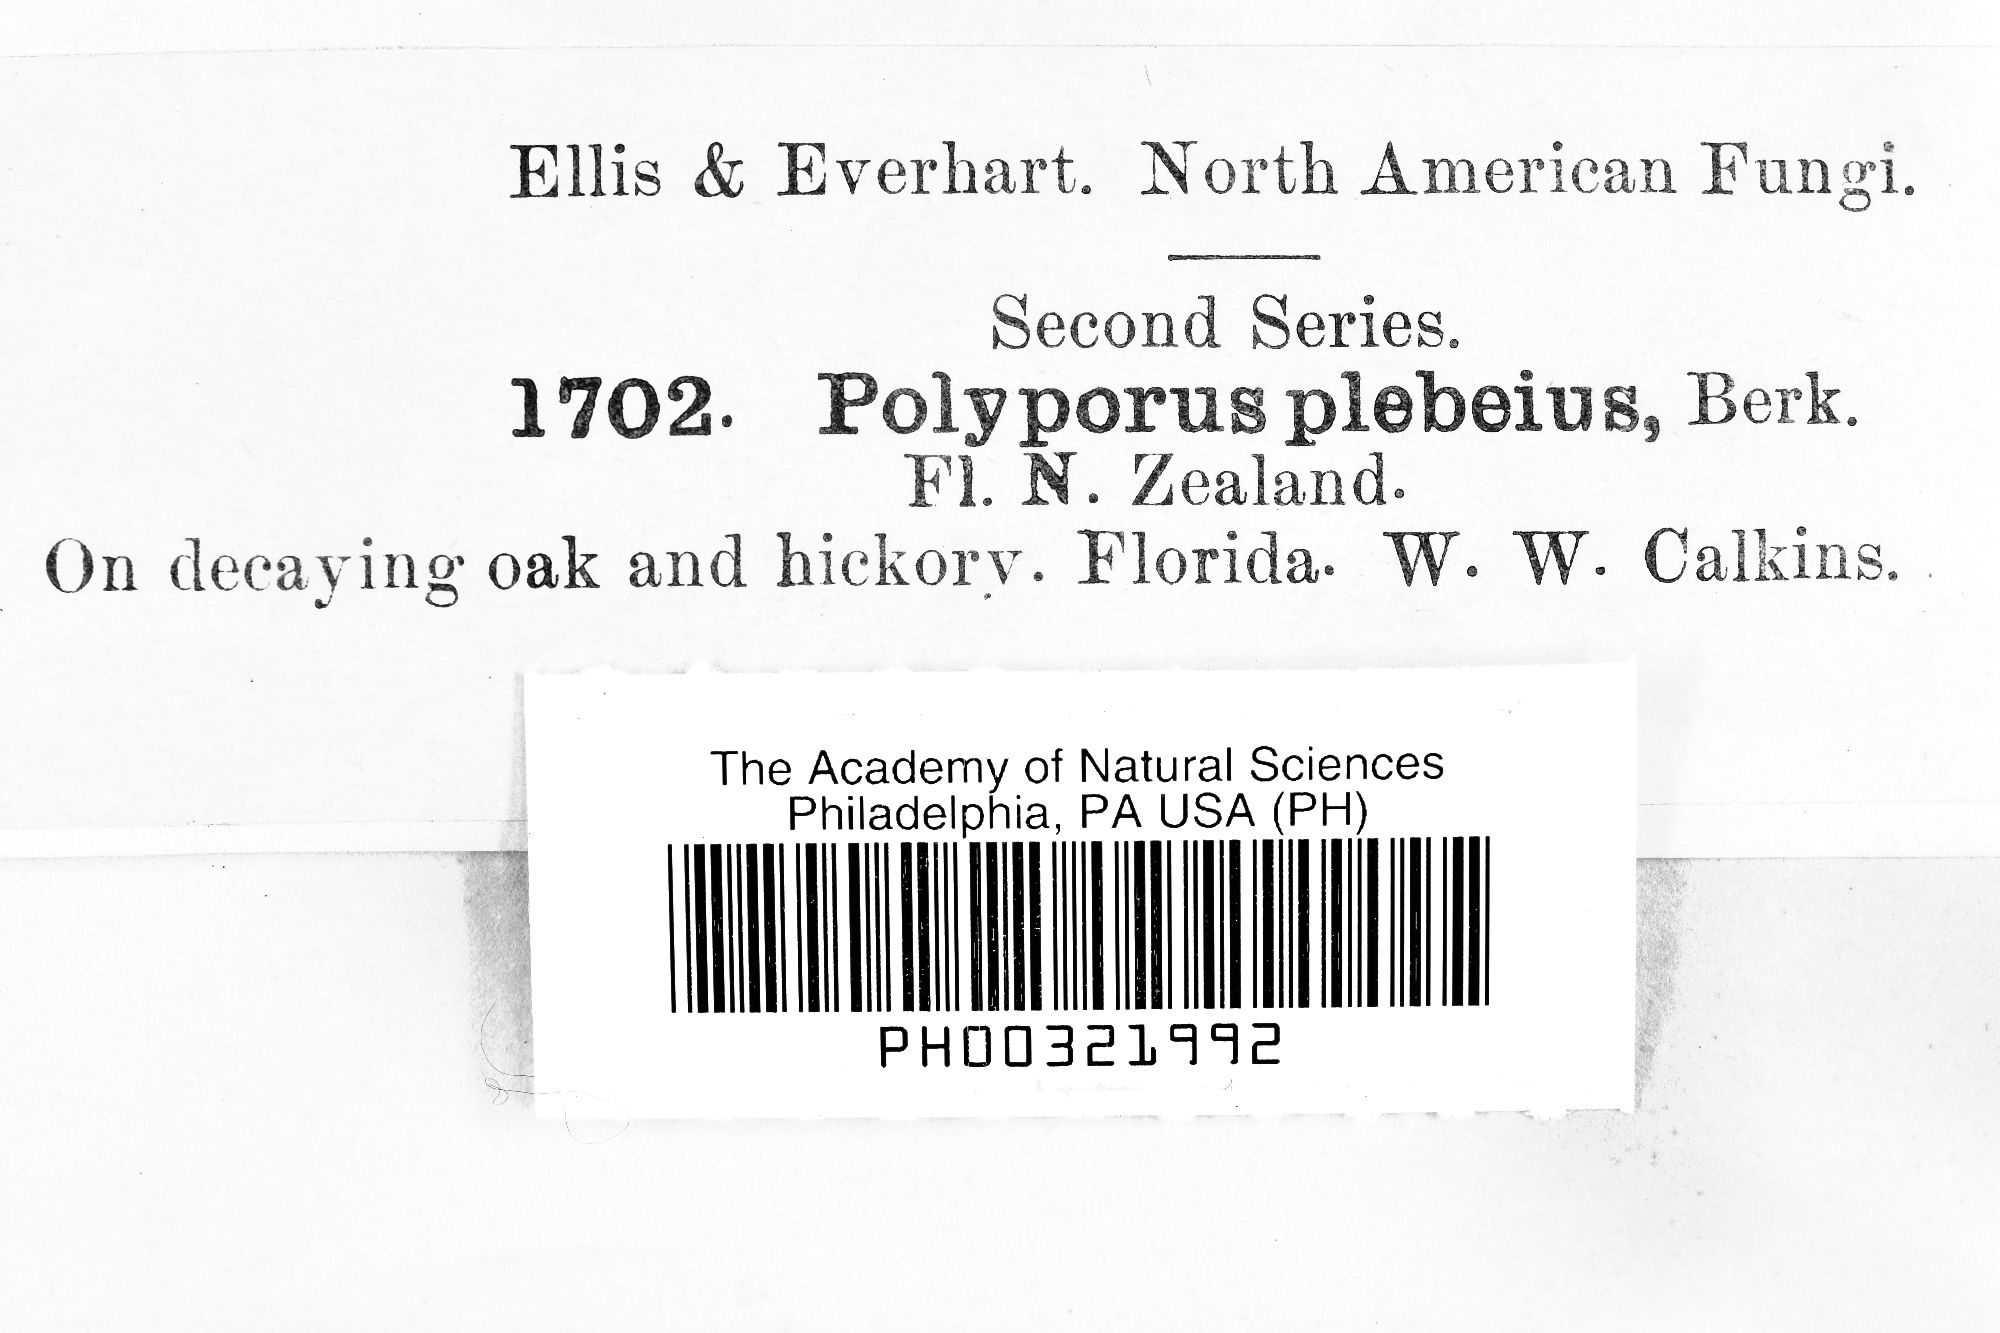 Ellis & Everhart. North American Fungi.
Second Series.
1702. Polyporus plebeius, Berk.
Fl. N. Zealand.
On decaying oak and hickory. Florida. W. W. Calkins.
The Academy of Natural Sciences
Philadelphia, PA USA (PH)
PH00321992